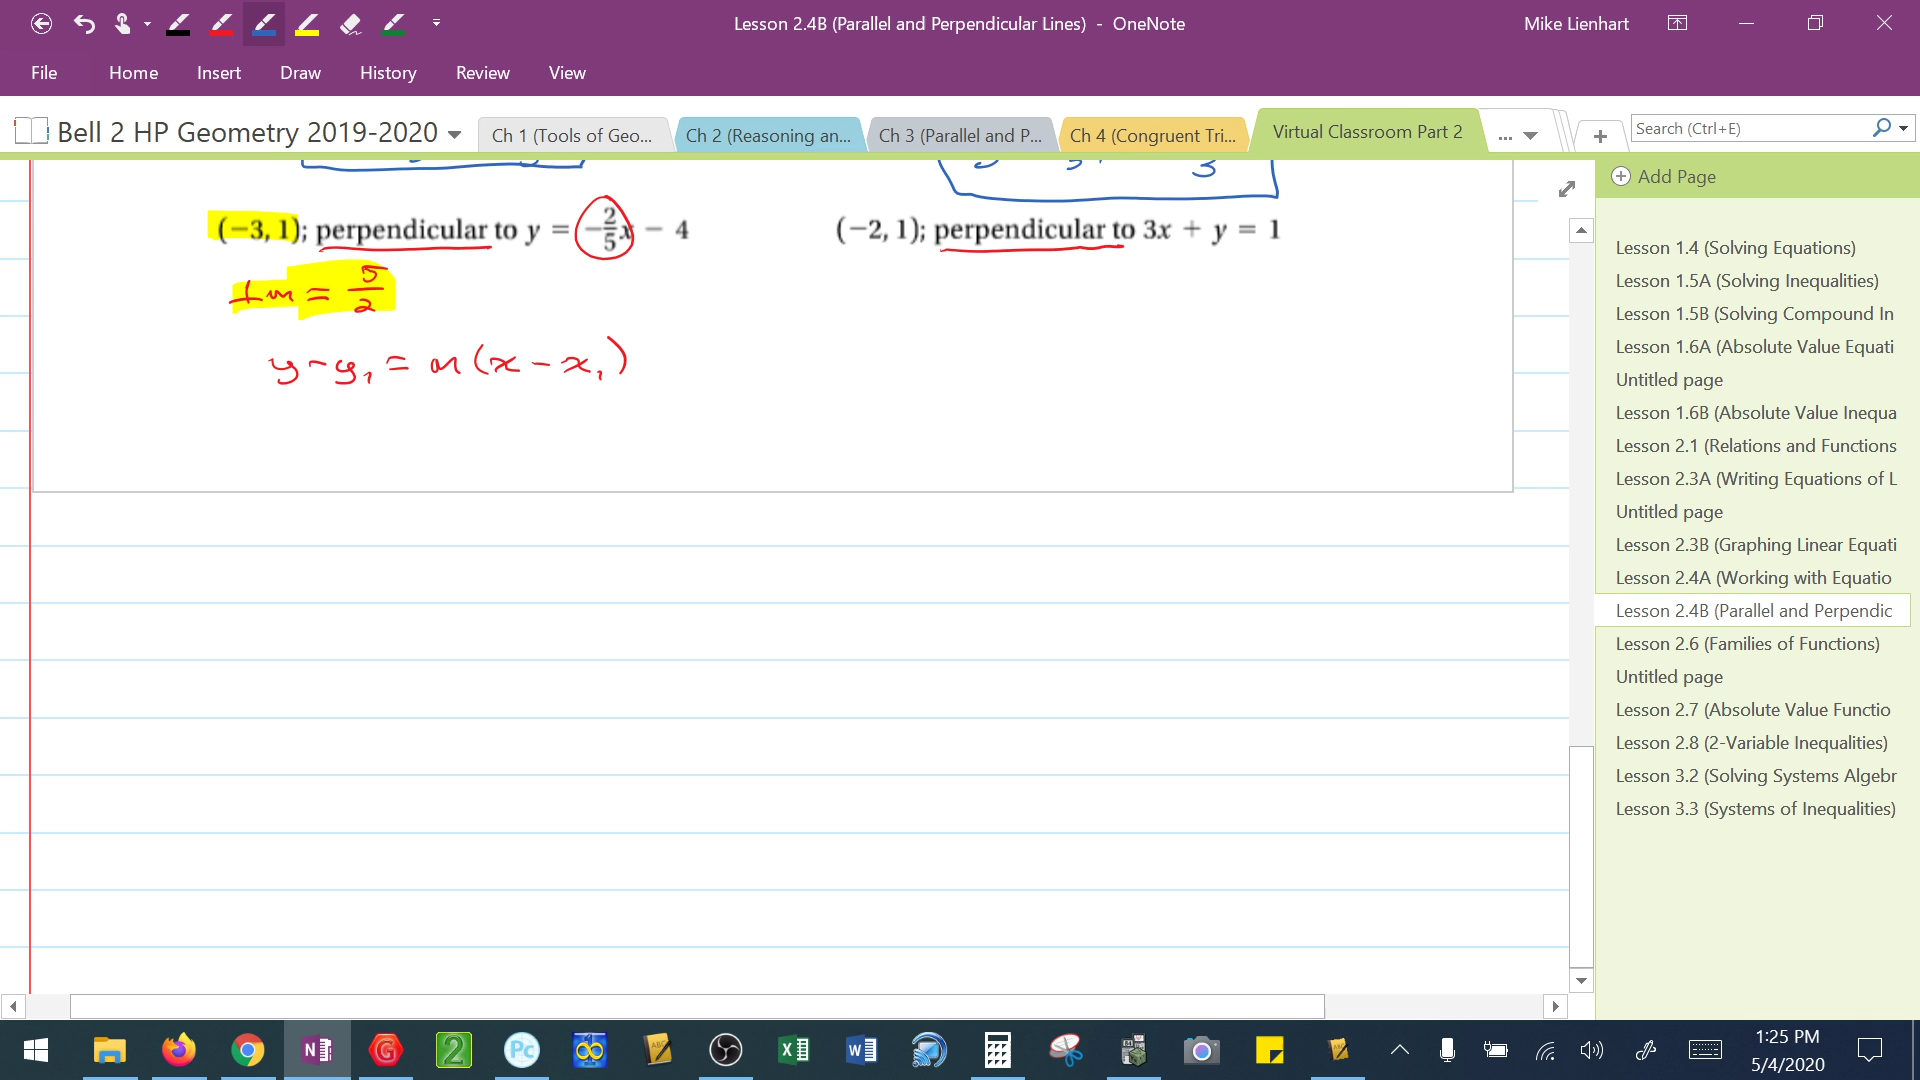 Lesson 2.4B (Parallel and Perpendicular Lines) - OneNote
Mike Lienhart
File Home Insert Draw History Review View
Bell 2 HP Geometry 2019-2020
Ch 1 (Tools of Geo... Ch 2 (Reasoning an... Ch 3 (Parallel and P... Ch 4 (Congruent Tri... Virtual Classroom Part 2 ...
Search (Ctrl+E)
(−3, 1); perpendicular to y = −2/5x − 4
⊥m = 5/2
y - y₁ = m(x - x₁)
(−2, 1); perpendicular to 3x + y = 1
Add Page
Lesson 1.4 (Solving Equations)
Lesson 1.5A (Solving Inequalities)
Lesson 1.5B (Solving Compound In
Lesson 1.6A (Absolute Value Equati
Untitled page
Lesson 1.6B (Absolute Value Inequa
Lesson 2.1 (Relations and Functions
Lesson 2.3A (Writing Equations of L
Untitled page
Lesson 2.3B (Graphing Linear Equati
Lesson 2.4A (Working with Equatio
Lesson 2.4B (Parallel and Perpendic
Lesson 2.6 (Families of Functions)
Untitled page
Lesson 2.7 (Absolute Value Functio
Lesson 2.8 (2-Variable Inequalities)
Lesson 3.2 (Solving Systems Algebr
Lesson 3.3 (Systems of Inequalities)
1:25 PM
5/4/2020